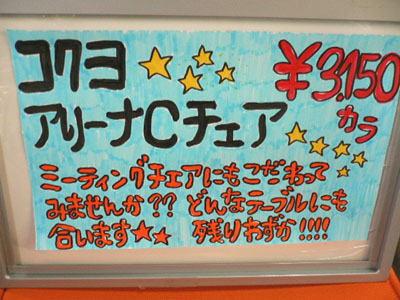 コクヨ
¥3,150
カラ
アリーナCチェア
ミーティングチェアにもこだわって
みませんか?? どんなテーブルにも
合います★★ 残りわずか!!!!